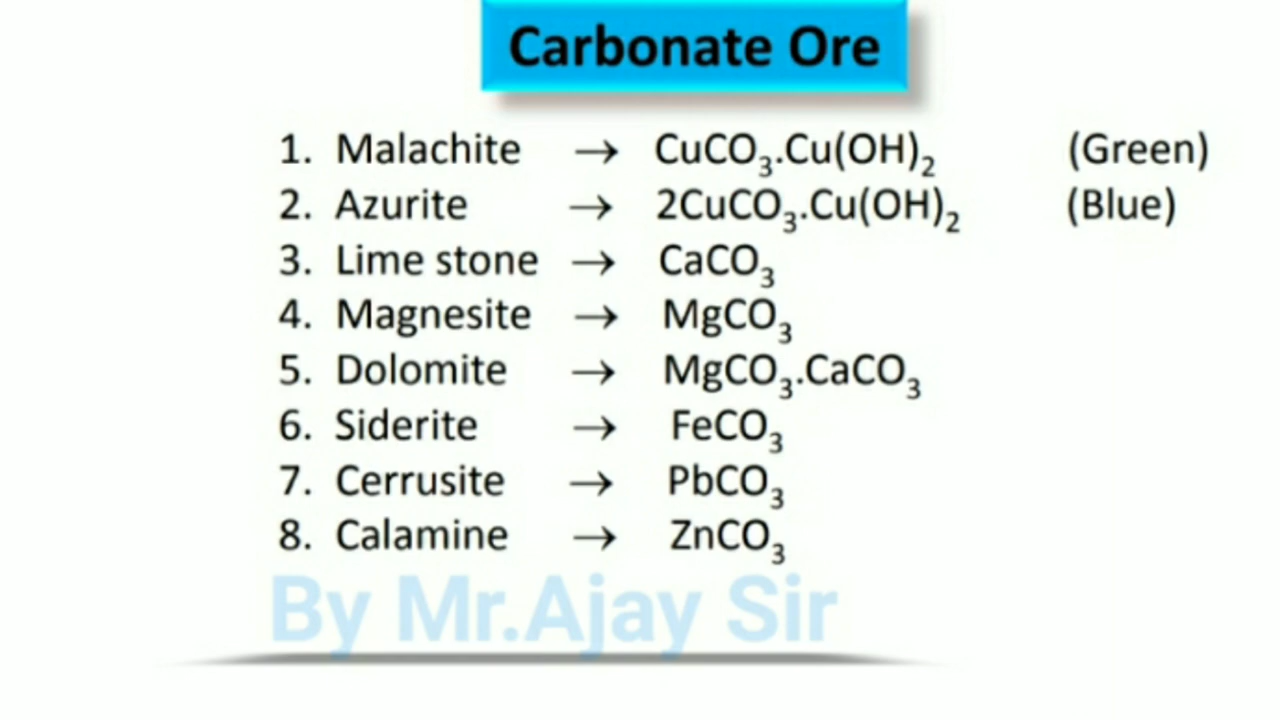 Carbonate Ore
1. Malachite → CuCO₃.Cu(OH)₂ (Green)
2. Azurite → 2CuCO₃.Cu(OH)₂ (Blue)
3. Lime stone → CaCO₃
4. Magnesite → MgCO₃
5. Dolomite → MgCO₃.CaCO₃
6. Siderite → FeCO₃
7. Cerrusite → PbCO₃
8. Calamine → ZnCO₃
By Mr.Ajay Sir